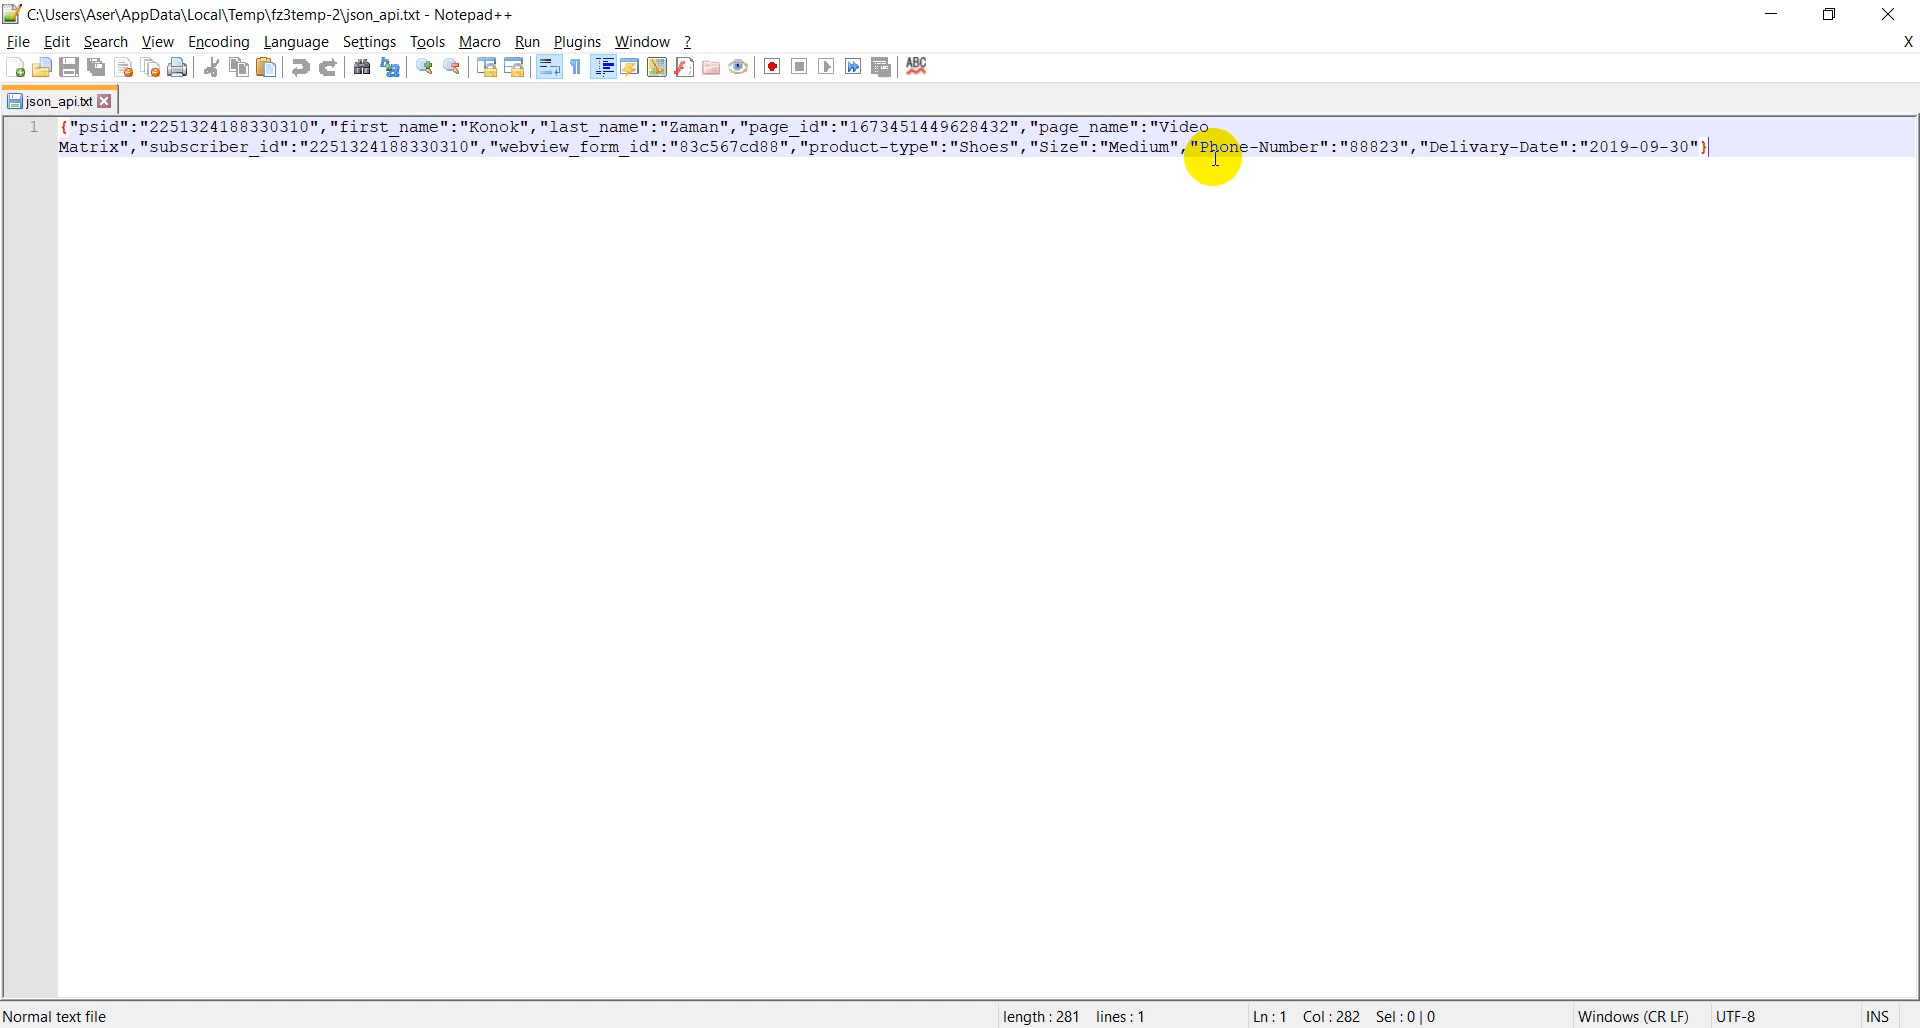 C:\Users\Aser\AppData\Local\Temp\fz3temp-2\json_api.txt - Notepad++
File Edit Search View Encoding Language Settings Tools Macro Run Plugins Window ? X
ABC
json_api.txt
1 {"psid":"2251324188330310","first_name":"Konok","last_name":"Zaman","page_id":"1673451449628432","page_name":"Video
Matrix","subscriber_id":"2251324188330310","webview_form_id":"83c567cd88","product-type":"Shoes","Size":"Medium","Phone-Number":"88823","Delivary-Date":"2019-09-30"}
Normal text file length : 281 lines : 1 Ln : 1 Col : 282 Sel : 0 | 0 Windows (CR LF) UTF-8 INS